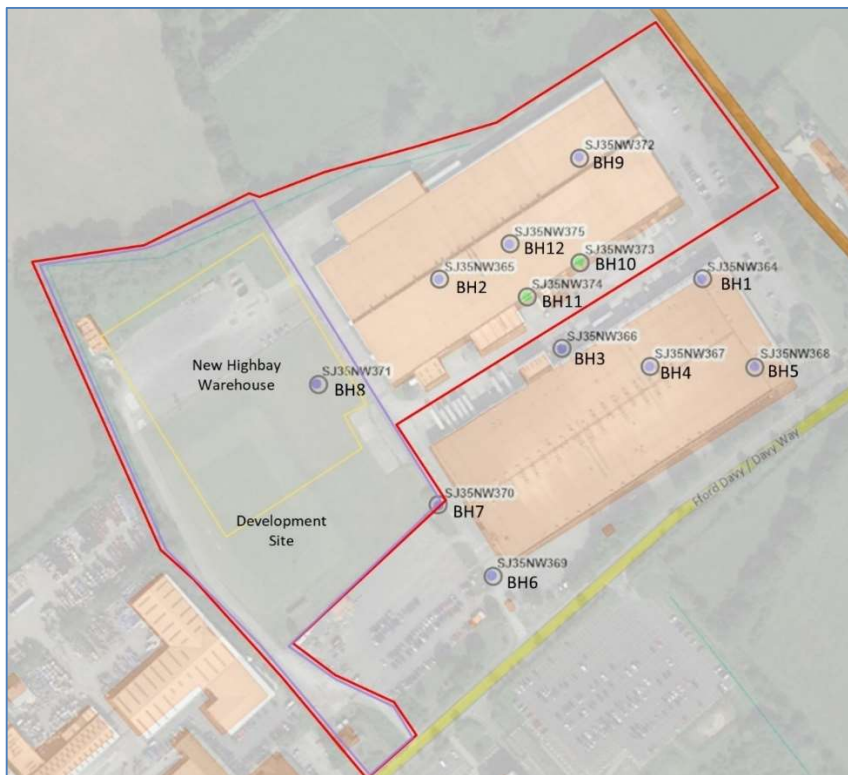 SJ35NW372
BH9
SJ35NW375
BH12
SJ35NW373
BH10
SJ35NW365
BH2
SJ35NW374
BH11
SJ35NW364
BH1
SJ35NW366
BH3
SJ35NW367
BH4
SJ35NW368
BH5
New Highbay
Warehouse
SJ35NW371
BH8
Fford Davy / Davy Way
SJ35NW370
BH7
Development
Site
SJ35NW369
BH6